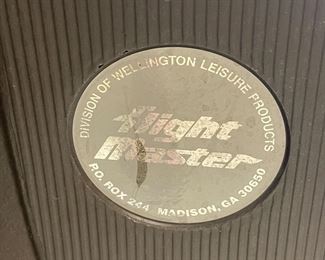 DIVISION OF WELLINGTON LEISURE PRODUCTS
Flight
Master
P.O. BOX 244 MADISON, GA 30650